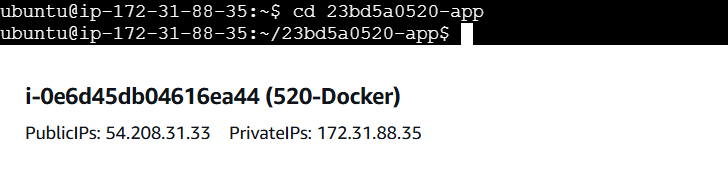 ubuntu@ip-172-31-88-35:~$ cd 23bd5a0520-app
ubuntu@ip-172-31-88-35:~/23bd5a0520-app$
i-0e6d45db04616ea44 (520-Docker)
PublicIPs: 54.208.31.33 PrivateIPs: 172.31.88.35